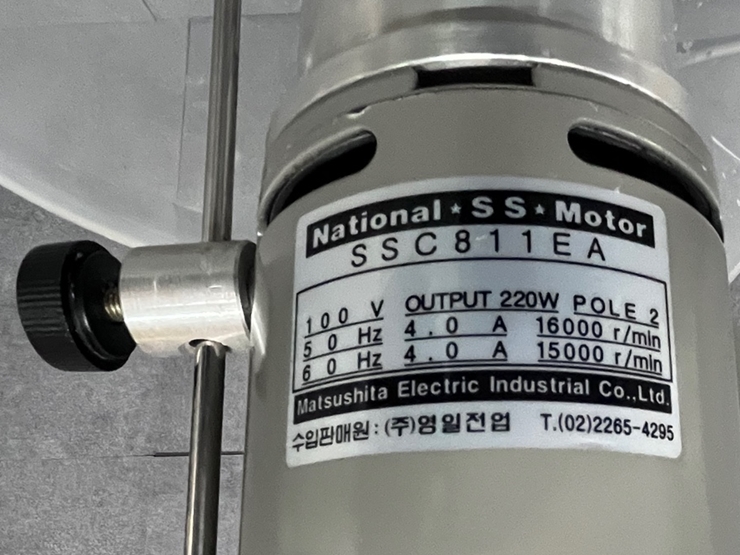 National ★ S S ★ Motor
SSC811EA
100 V OUTPUT 220W POLE 2
50 Hz 4.0 A 16000 r/min
60 Hz 4.0 A 15000 r/min
Matsushita Electric Industrial Co.,Ltd.
수입판매원 : (주)영일전업 T.(02)2265-4295